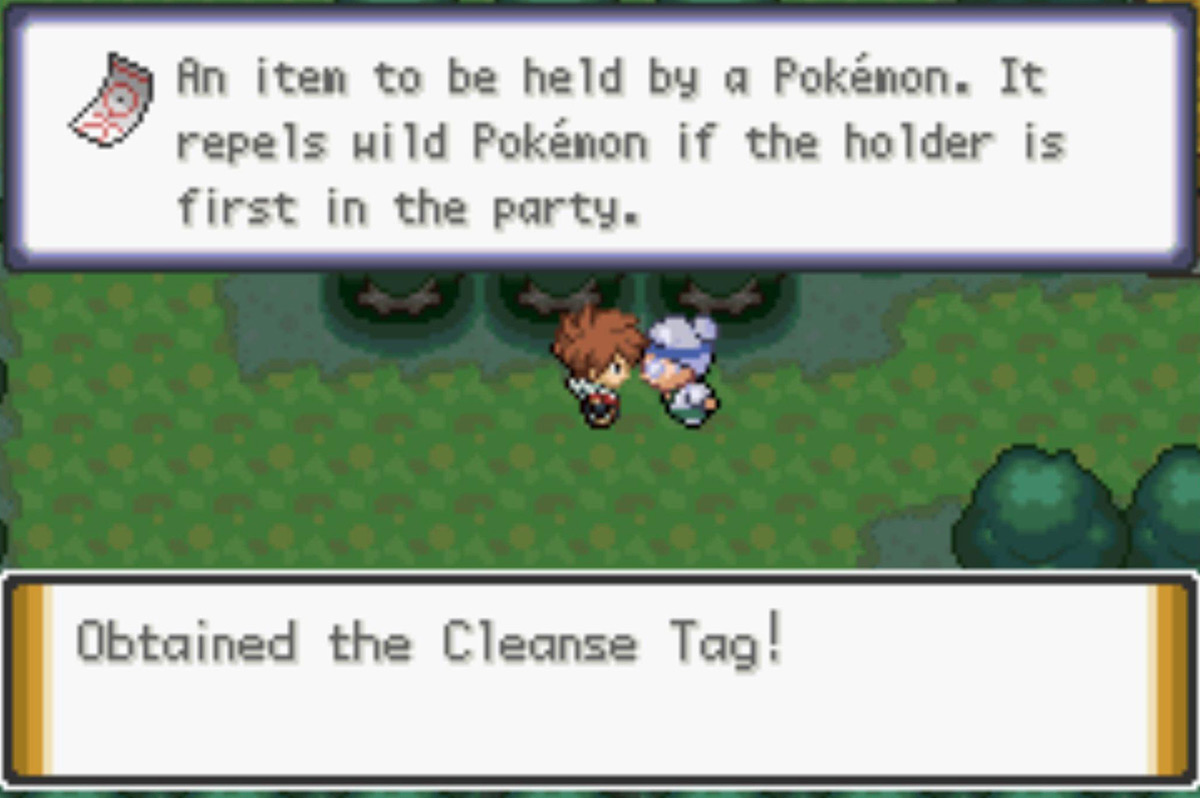 An item to be held by a Pokémon. It
repels wild Pokémon if the holder is
first in the party.
Obtained the Cleanse Tag!